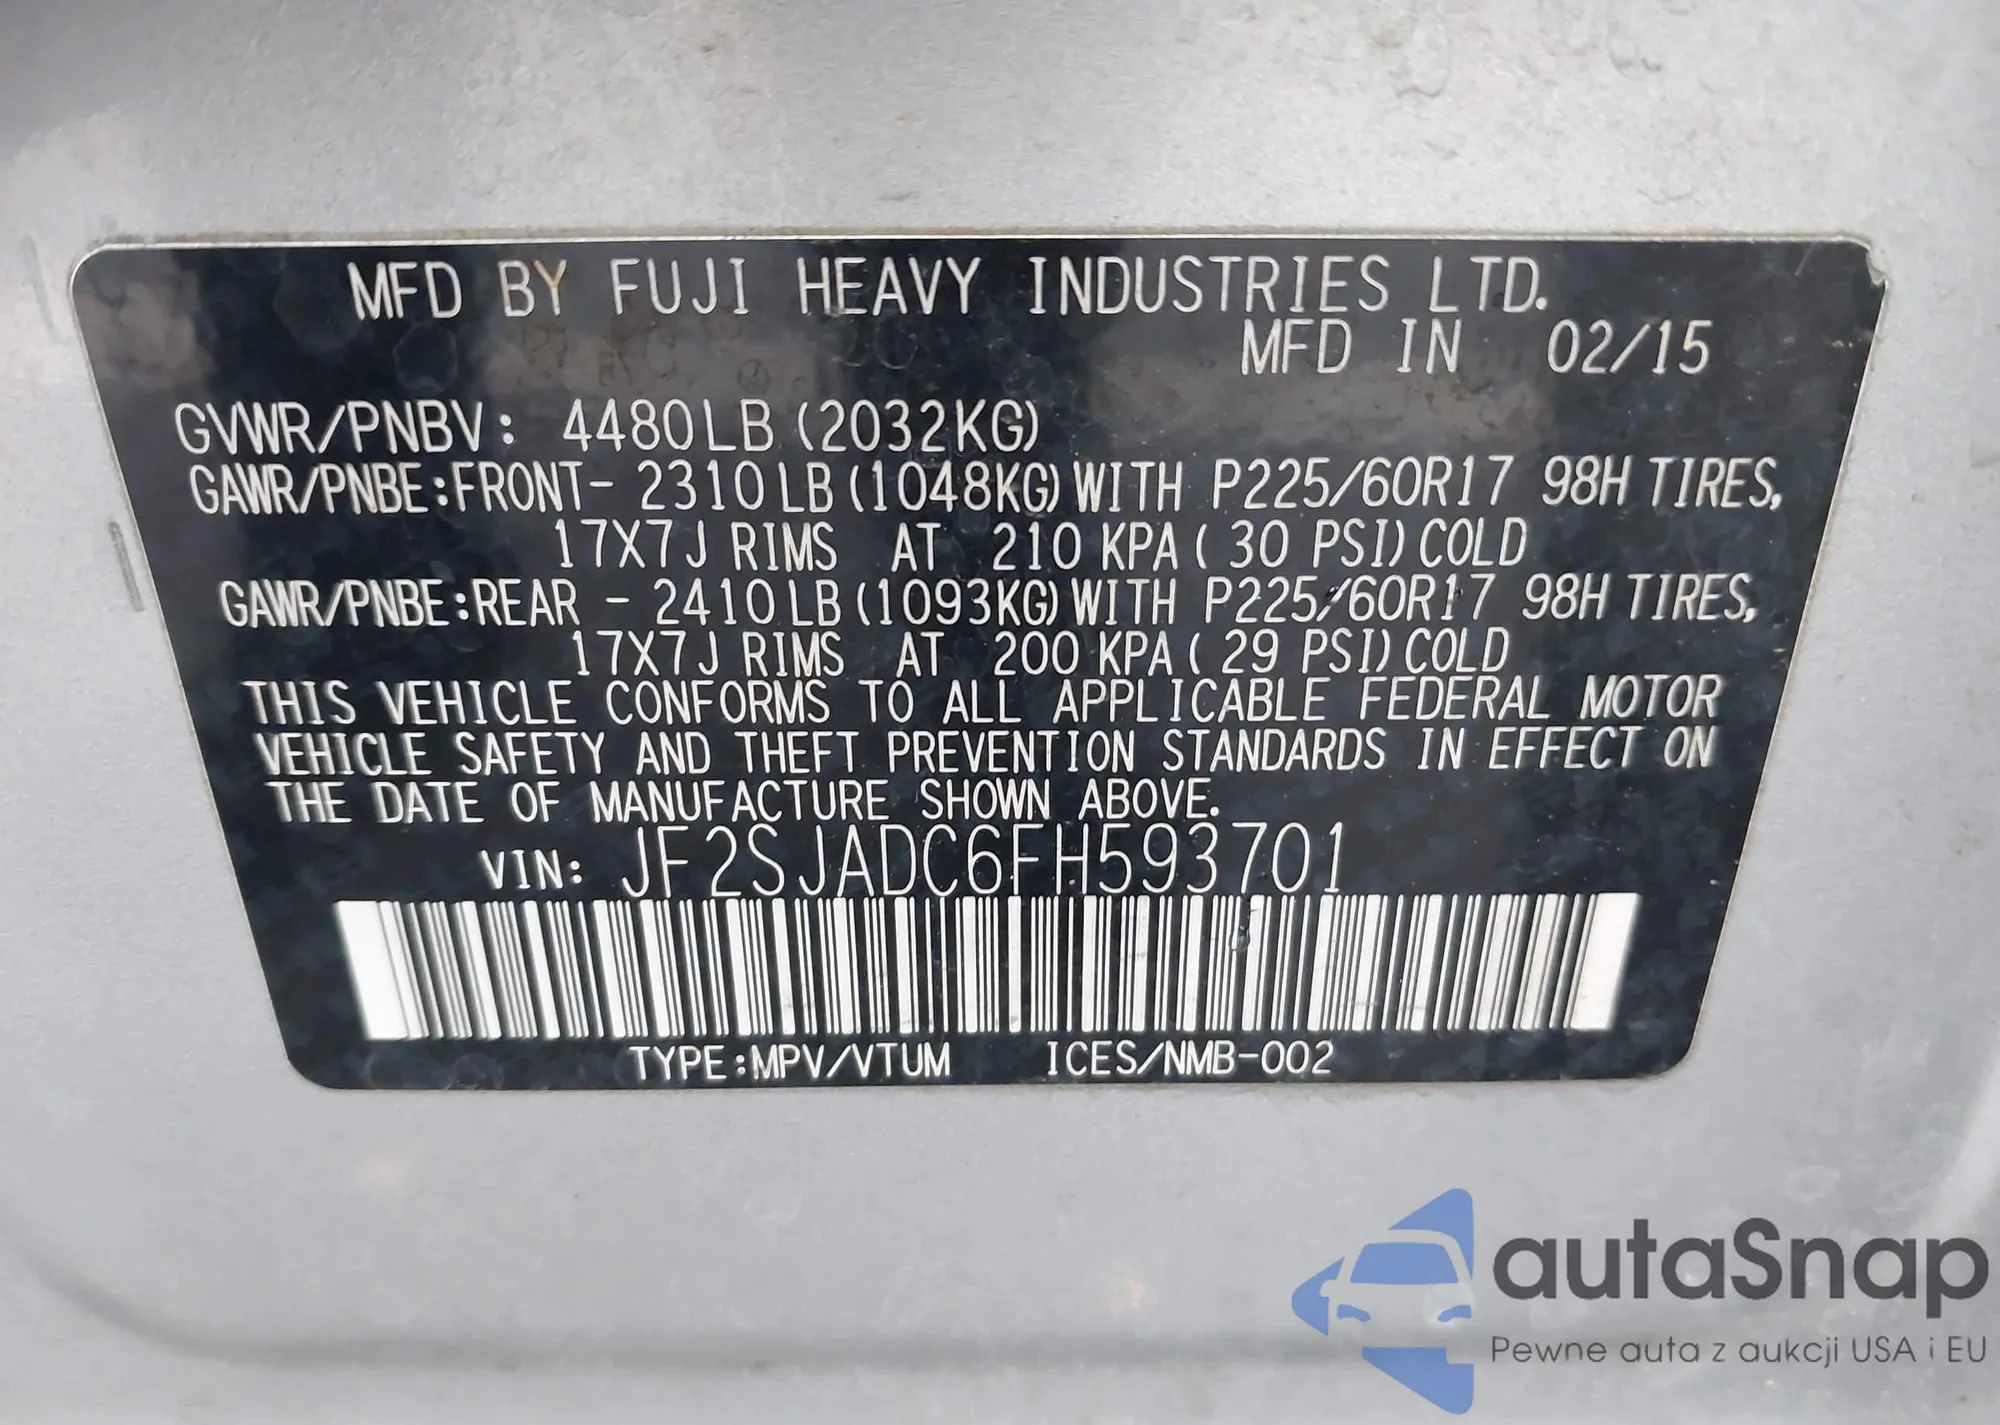 MFD BY FUJI HEAVY INDUSTRIES LTD.
MFD IN 02/15
GVWR/PNBV: 4480LB (2032KG)
GAWR/PNBE:FRONT- 2310LB (1048KG) WITH P225/60R17 98H TIRES,
17X7J RIMS AT 210 KPA ( 30 PSI) COLD
GAWR/PNBE:REAR - 2410LB (1093KG) WITH P225/60R17 98H TIRES,
17X7J RIMS AT 200 KPA ( 29 PSI) COLD
THIS VEHICLE CONFORMS TO ALL APPLICABLE FEDERAL MOTOR
VEHICLE SAFETY AND THEFT PREVENTION STANDARDS IN EFFECT ON
THE DATE OF MANUFACTURE SHOWN ABOVE.
VIN: JF2SJADC6FH593701
TYPE:MPV/VTUM ICES/NMB-002
autaSnap
Pewne auta z aukcji USA i EU